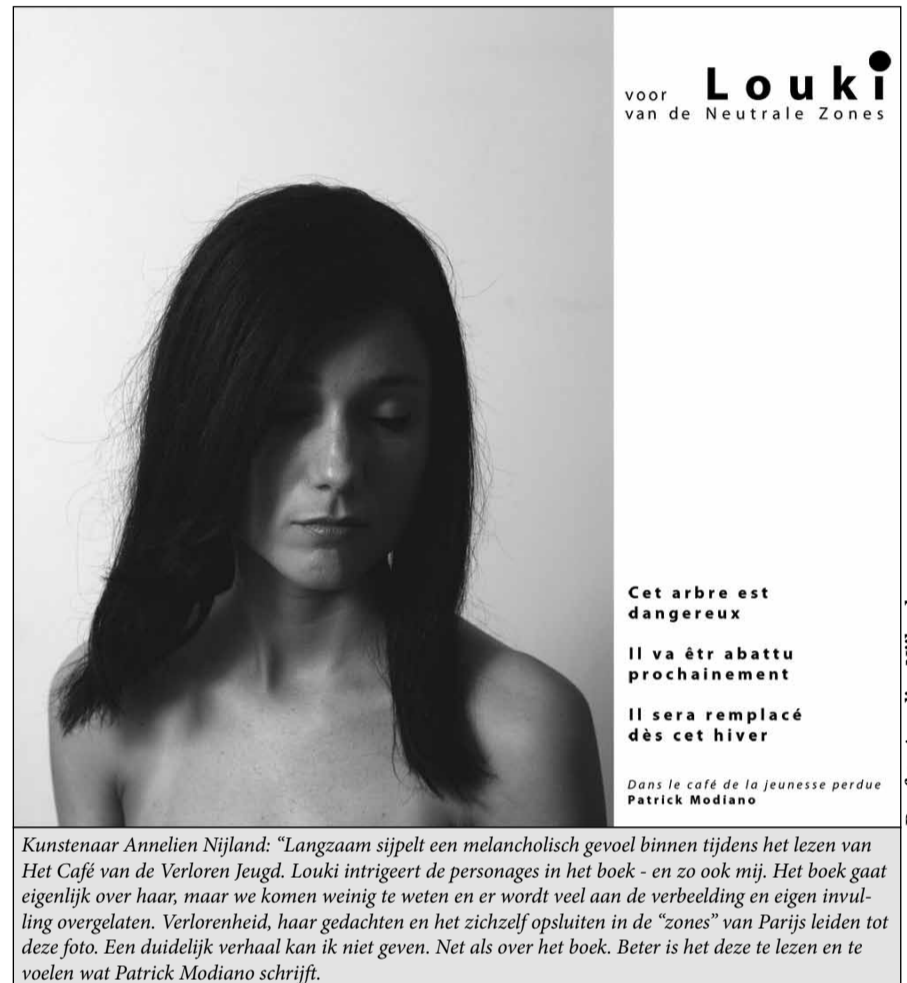 voor Louki
van de Neutrale Zones
Cet arbre est
dangereux
Il va êtr abattu
prochainement
Il sera remplacé
dès cet hiver
Dans le café de la jeunesse perdue
Patrick Modiano
Kunstenaar Annelien Nijland: “Langzaam sijpelt een melancholisch gevoel binnen tijdens het lezen van
Het Café van de Verloren Jeugd. Louki intrigeert de personages in het boek - en zo ook mij. Het boek gaat
eigenlijk over haar, maar we komen weinig te weten en er wordt veel aan de verbeelding en eigen invul-
ling overgelaten. Verlorenheid, haar gedachten en het zichzelf opsluiten in de “zones” van Parijs leiden tot
deze foto. Een duidelijk verhaal kan ik niet geven. Net als over het boek. Beter is het deze te lezen en te
voelen wat Patrick Modiano schrijft.